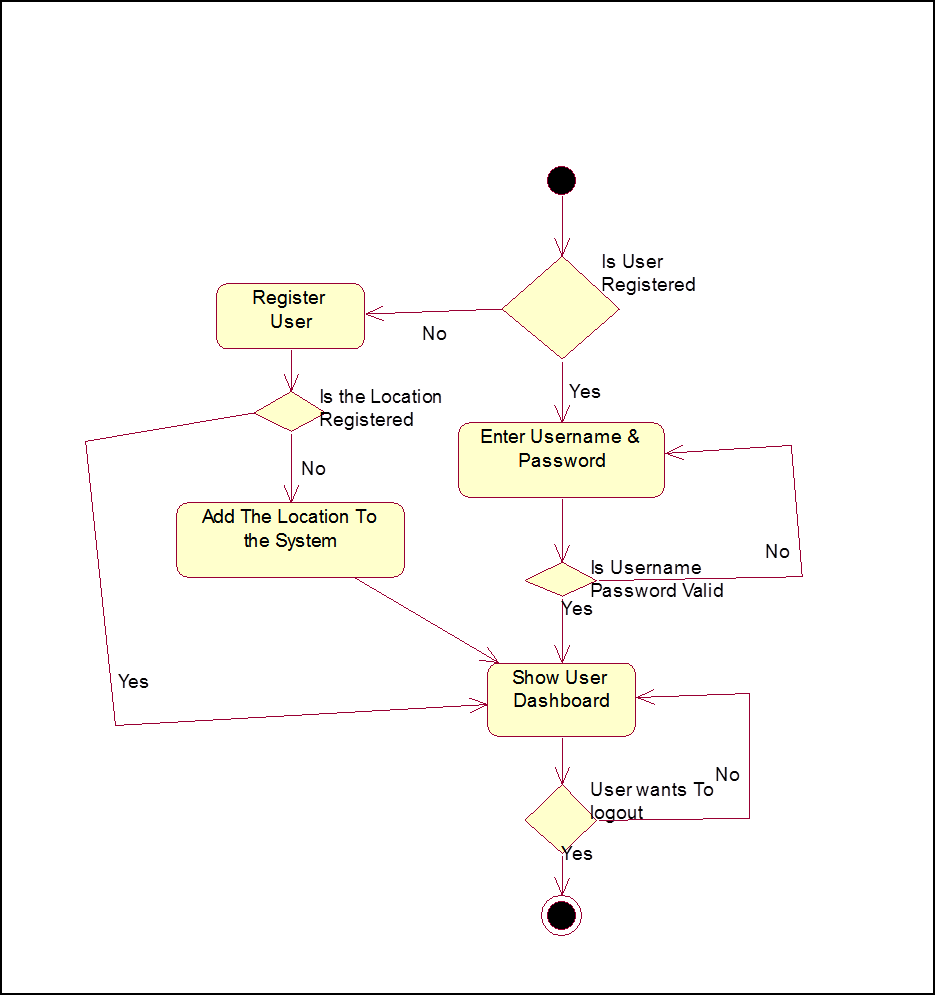 Is User
Registered
Register
User
No
Yes
Is the Location
Registered
Enter Username &
Password
No
Add The Location To
the System
No
Is Username
Password Valid
Yes
Show User
Dashboard
Yes
No
User wants To
logout
Yes